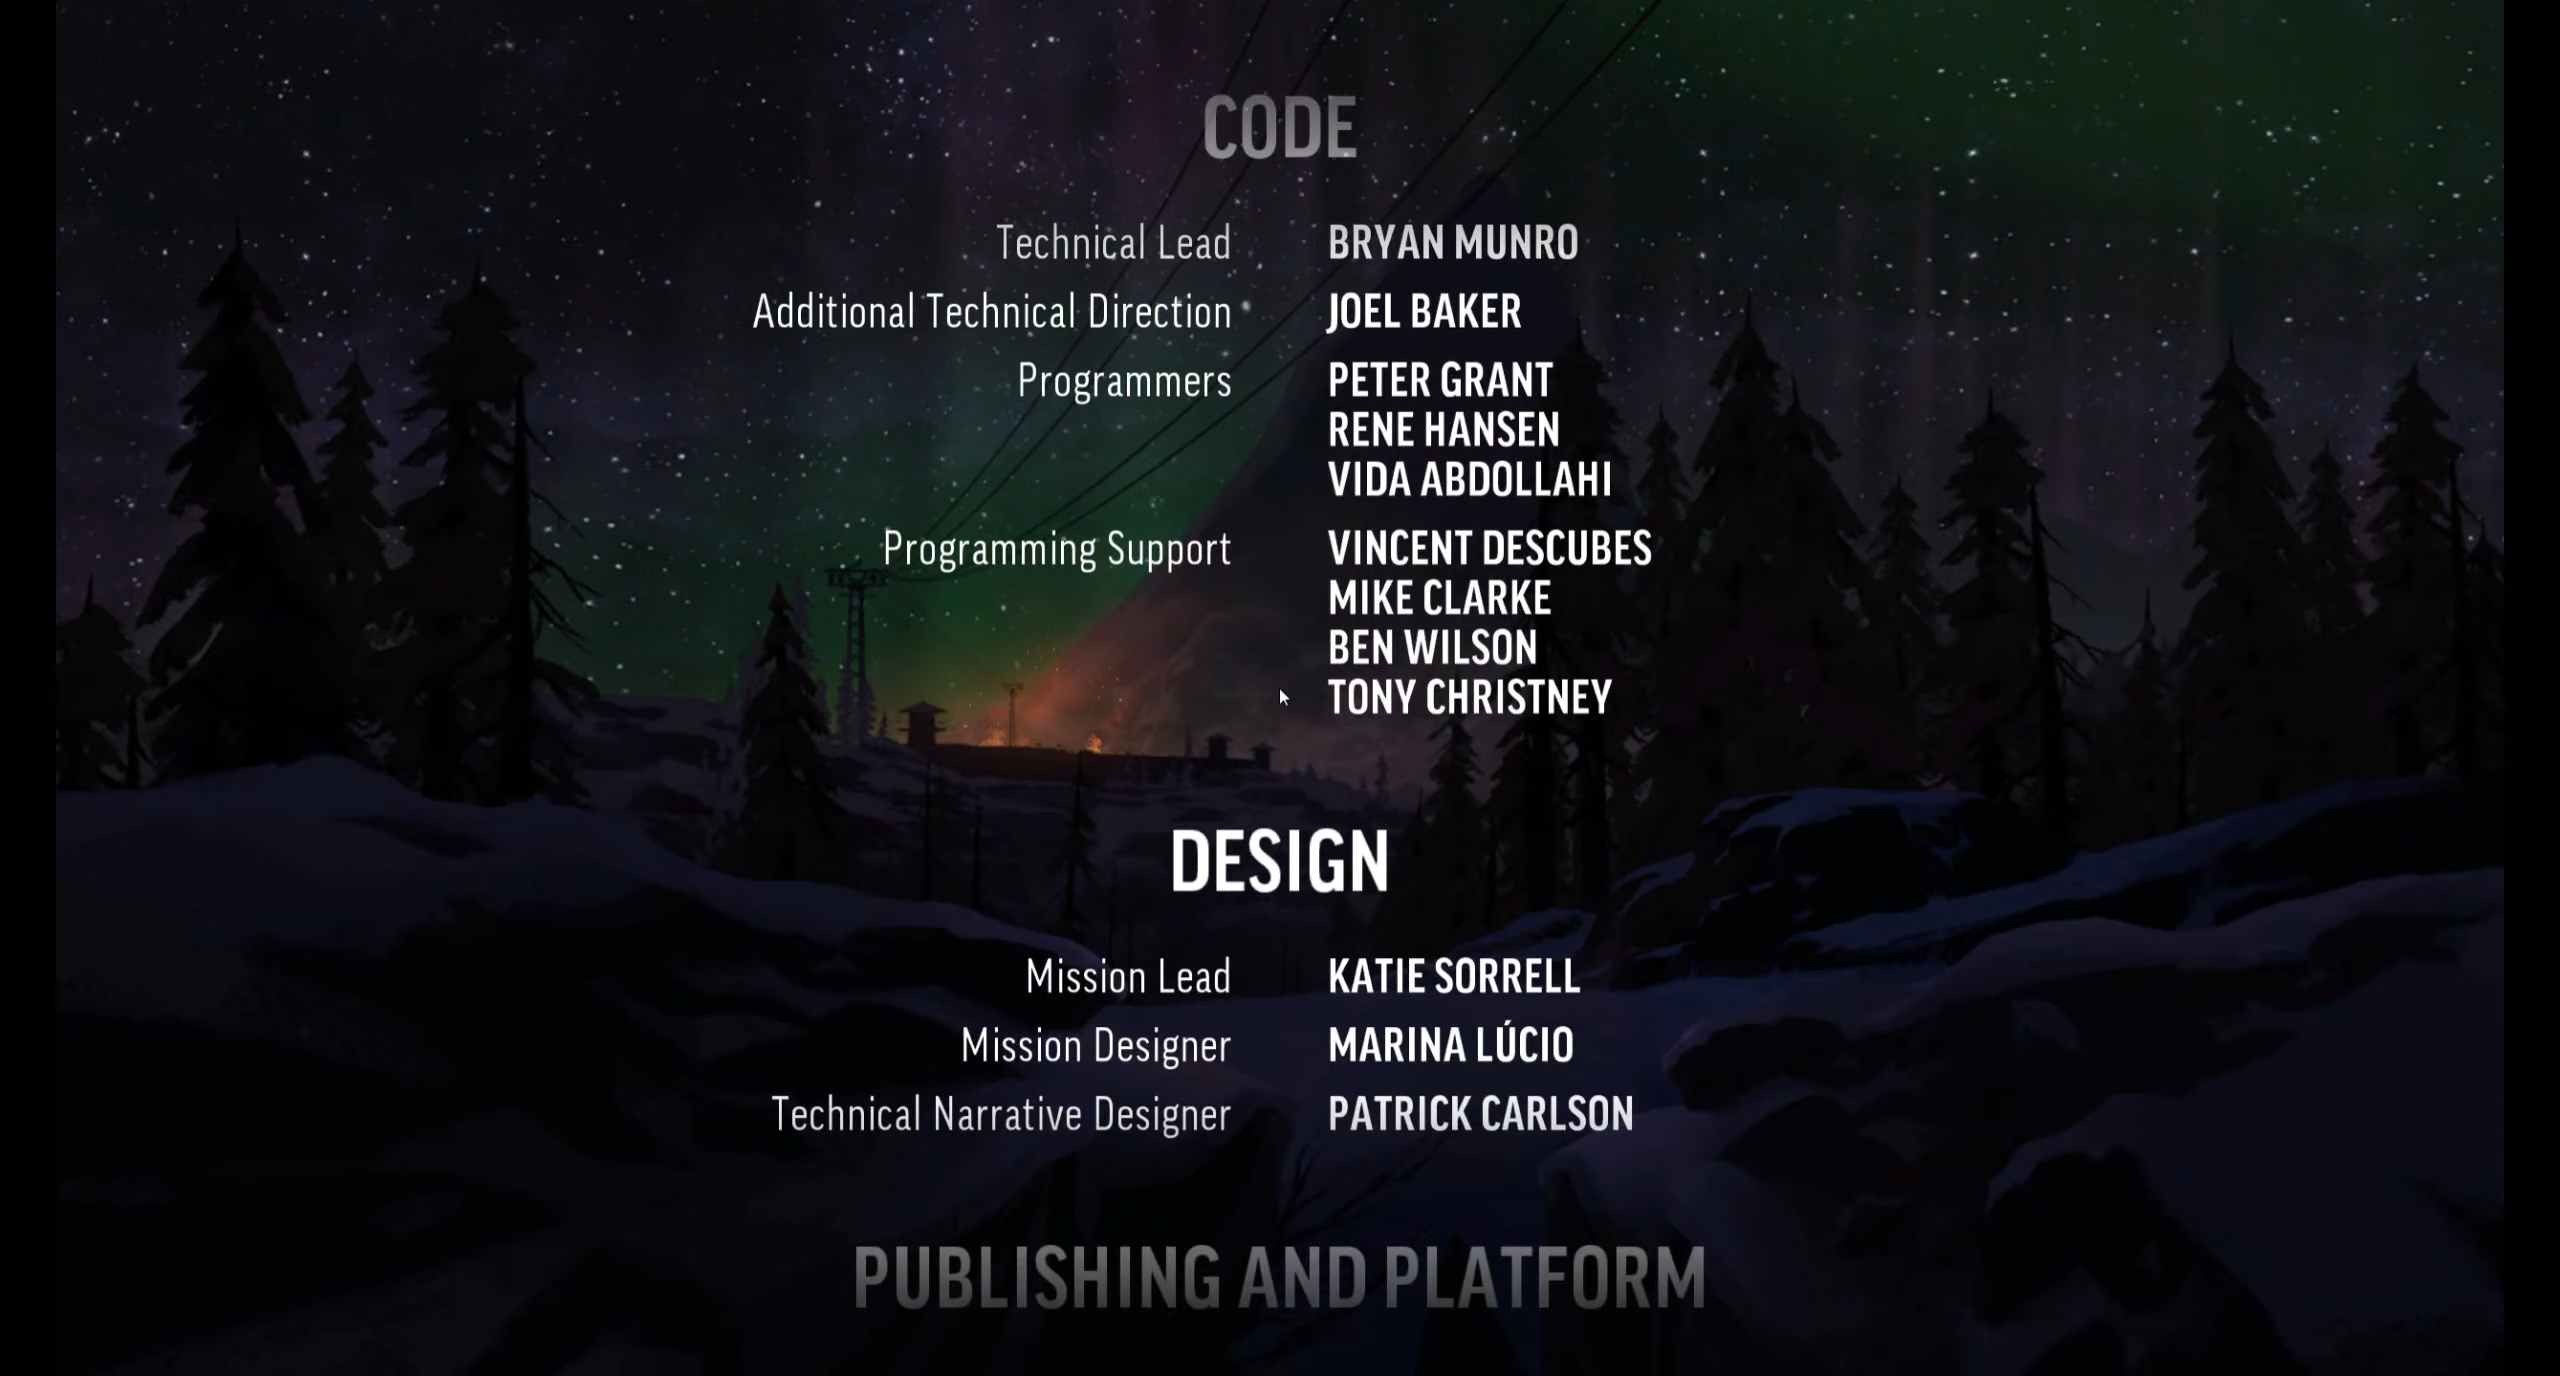 CODE
Technical Lead BRYAN MUNRO
Additional Technical Direction JOEL BAKER
Programmers PETER GRANT
RENE HANSEN
VIDA ABDOLLAHI
Programming Support VINCENT DESCUBES
MIKE CLARKE
BEN WILSON
TONY CHRISTNEY
DESIGN
Mission Lead KATIE SORRELL
Mission Designer MARINA LÚCIO
Technical Narrative Designer PATRICK CARLSON
PUBLISHING AND PLATFORM